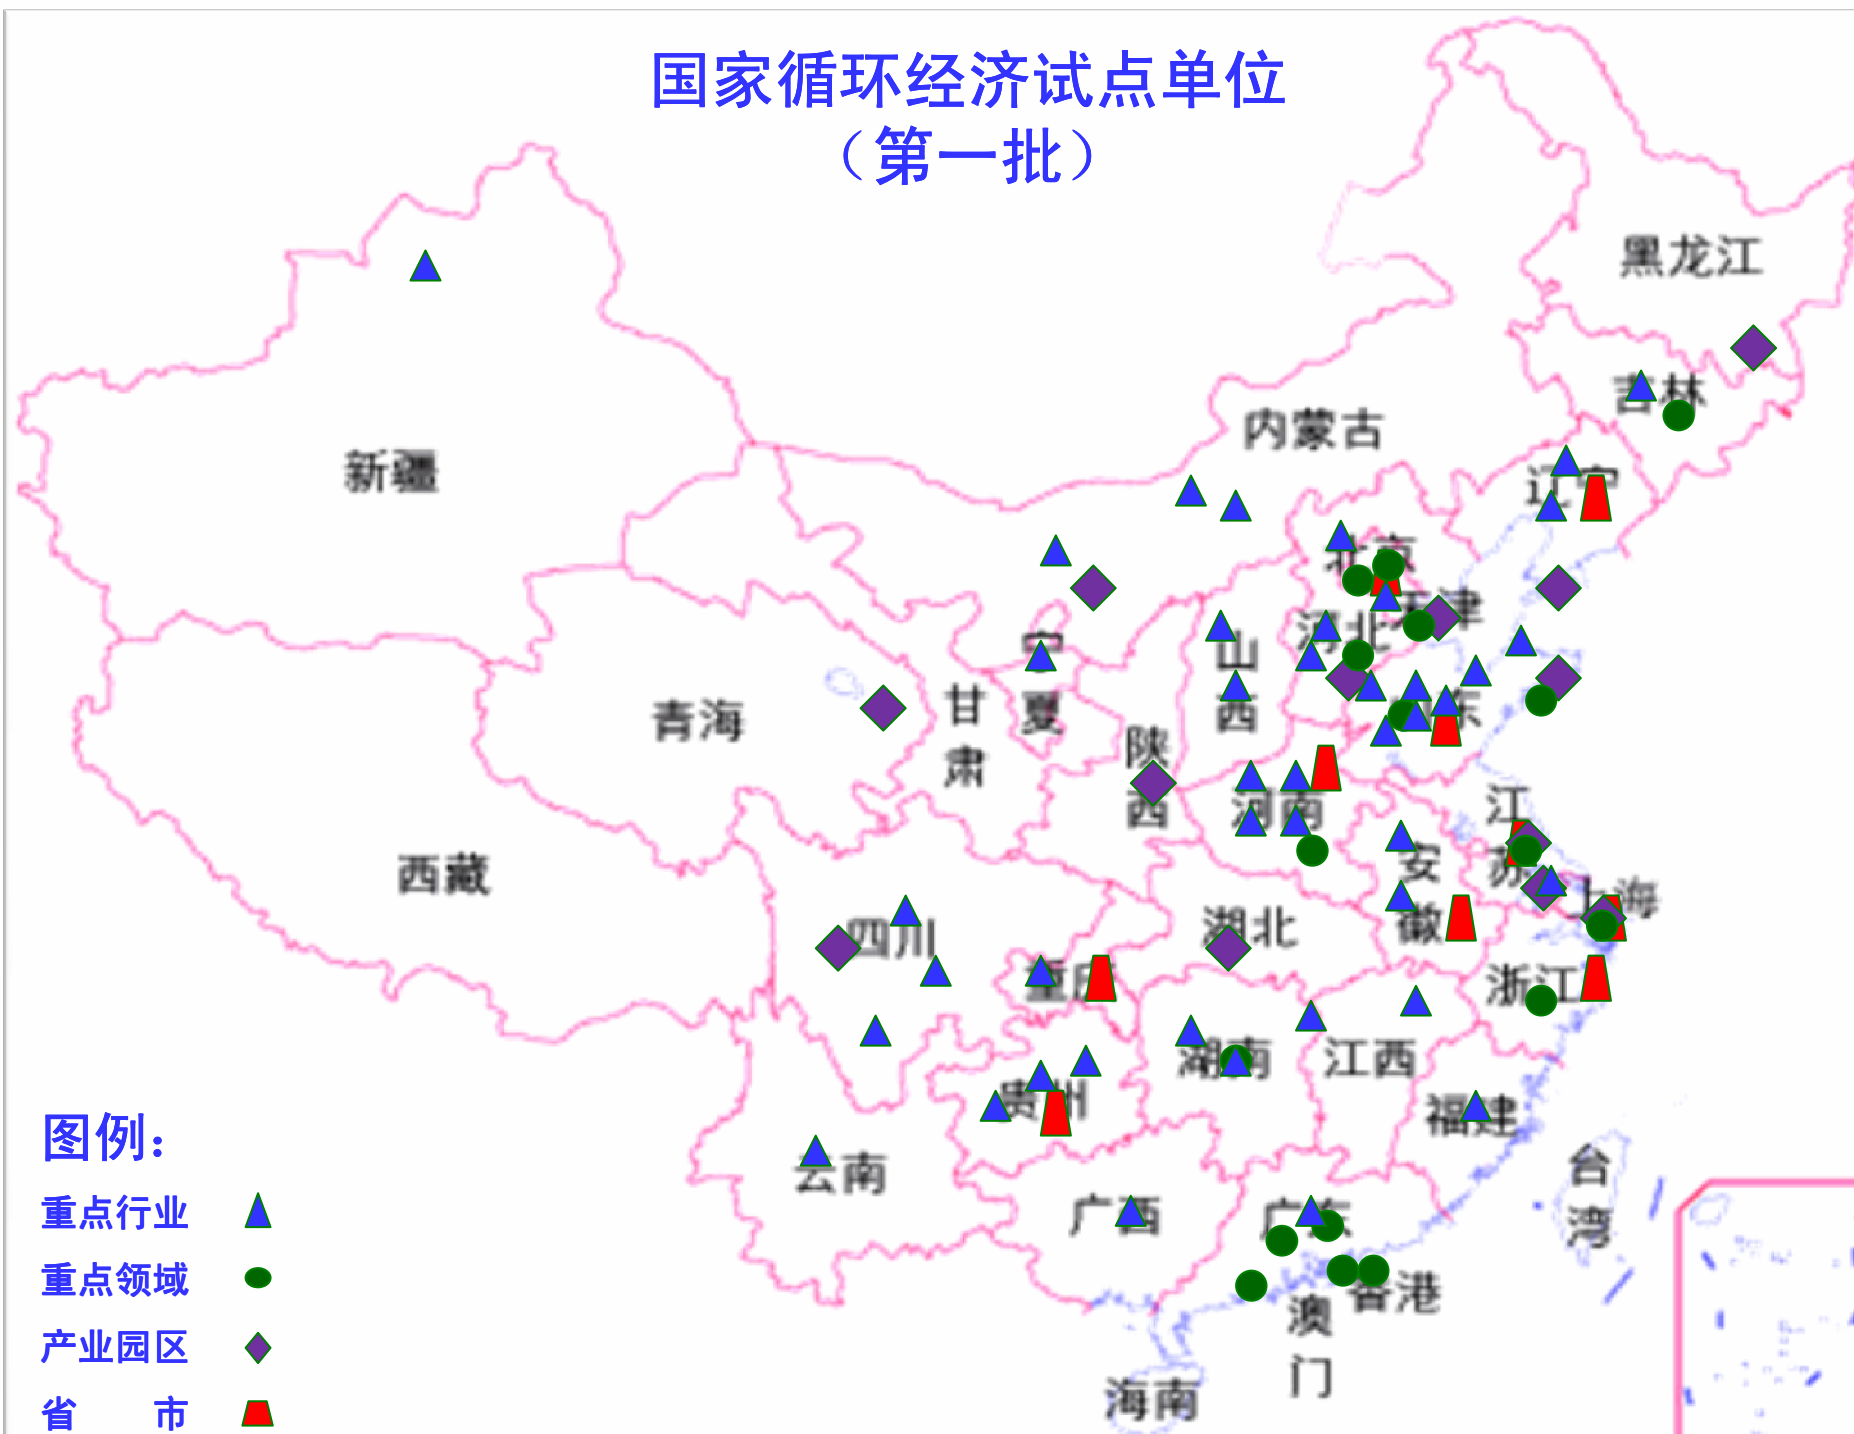 国家循环经济试点单位
（第一批）
黑龙江
吉林
内蒙古
辽宁
新疆
北京
天津
河北
宁夏
山西
山东
青海
甘肃
陕西
河南
江苏
安徽
上海
西藏
四川
湖北
重庆
浙江
湖南
江西
贵州
福建
云南
台湾
广西
广东
香港
澳门
海南
图例：
重点行业
重点领域
产业园区
省 市